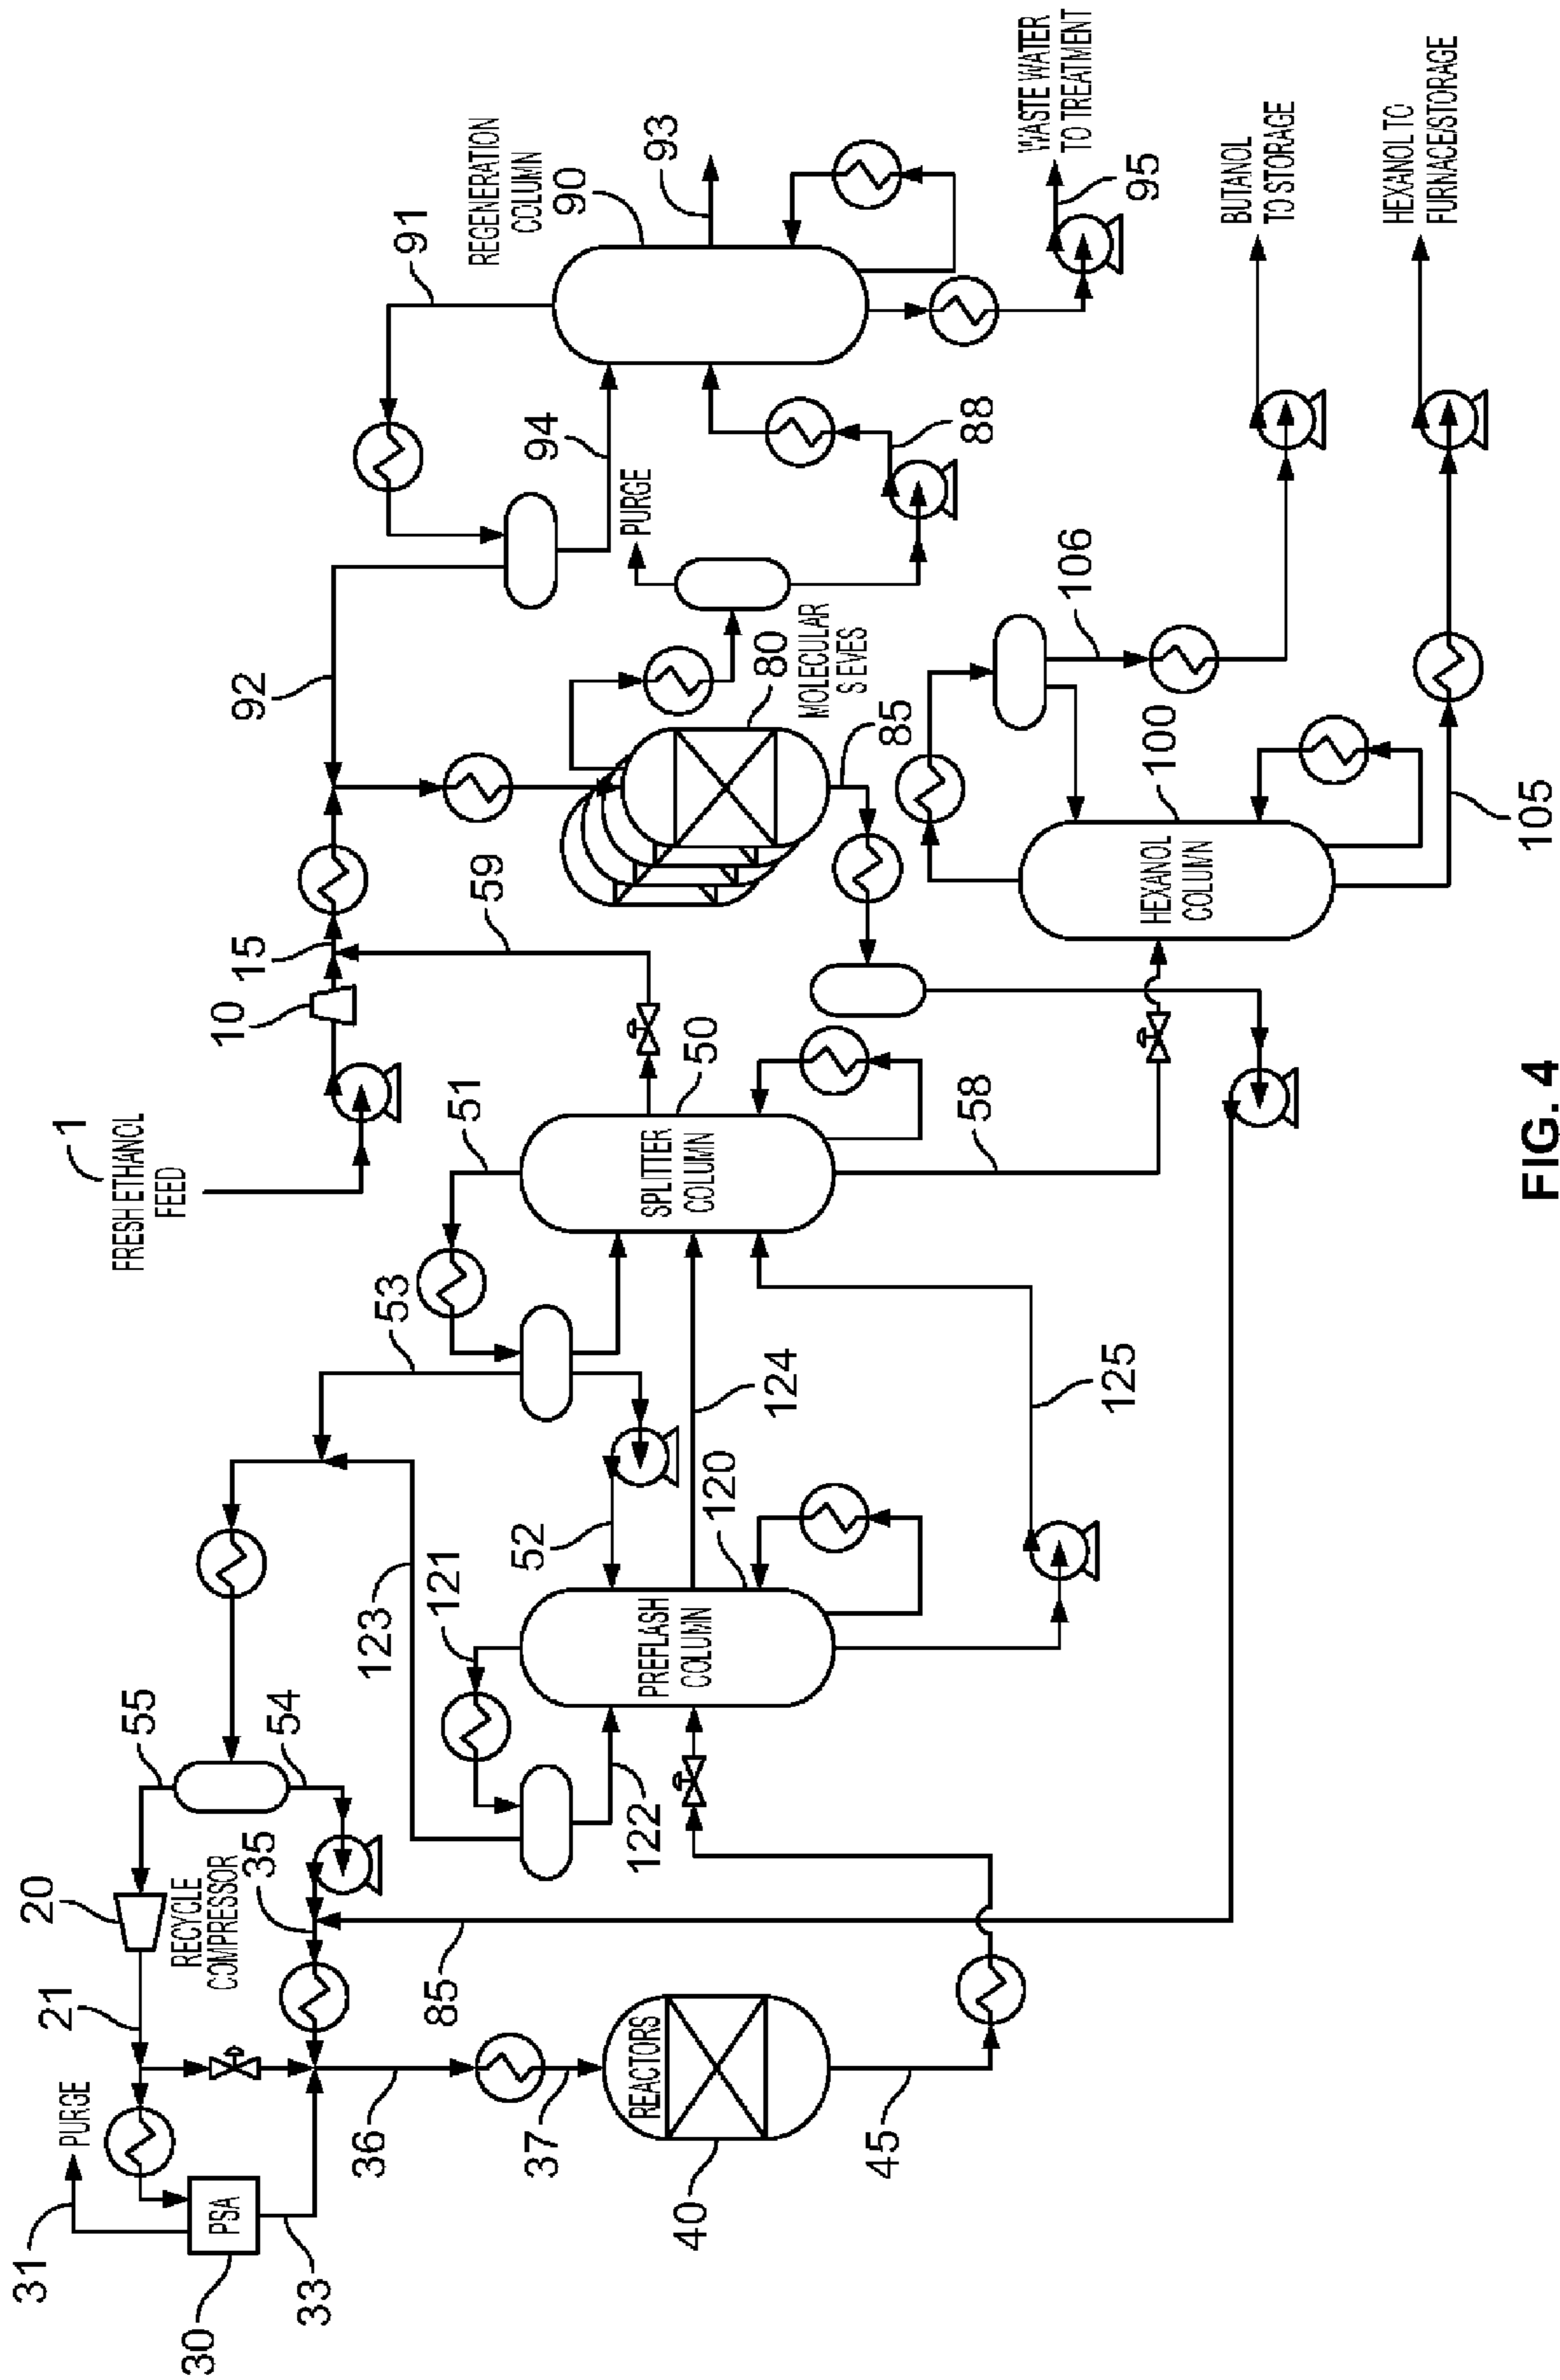 31
20
1
FRESH ETHANOL
FEED
PURGE
21
55
RECYCLE
COMPRESSOR
30
PSA
10
15
92
35
54
33
36
123
53
91
85
121
51
59
REGENERATION
COLUMN
37
52
94
90
93
PURGE
122
REACTORS
PREFLASH
COLUMN
SPLITTER
COLUMN
40
120
50
124
80
MOLECULAR
S EVES
45
85
88
58
125
WASTE WATER
TO TREATMENT
95
106
HEXANOL
COLUMN
100
BUTANOL
TO STORAGE
HEXANOL TO
FURNACE/STORAGE
105
FIG. 4